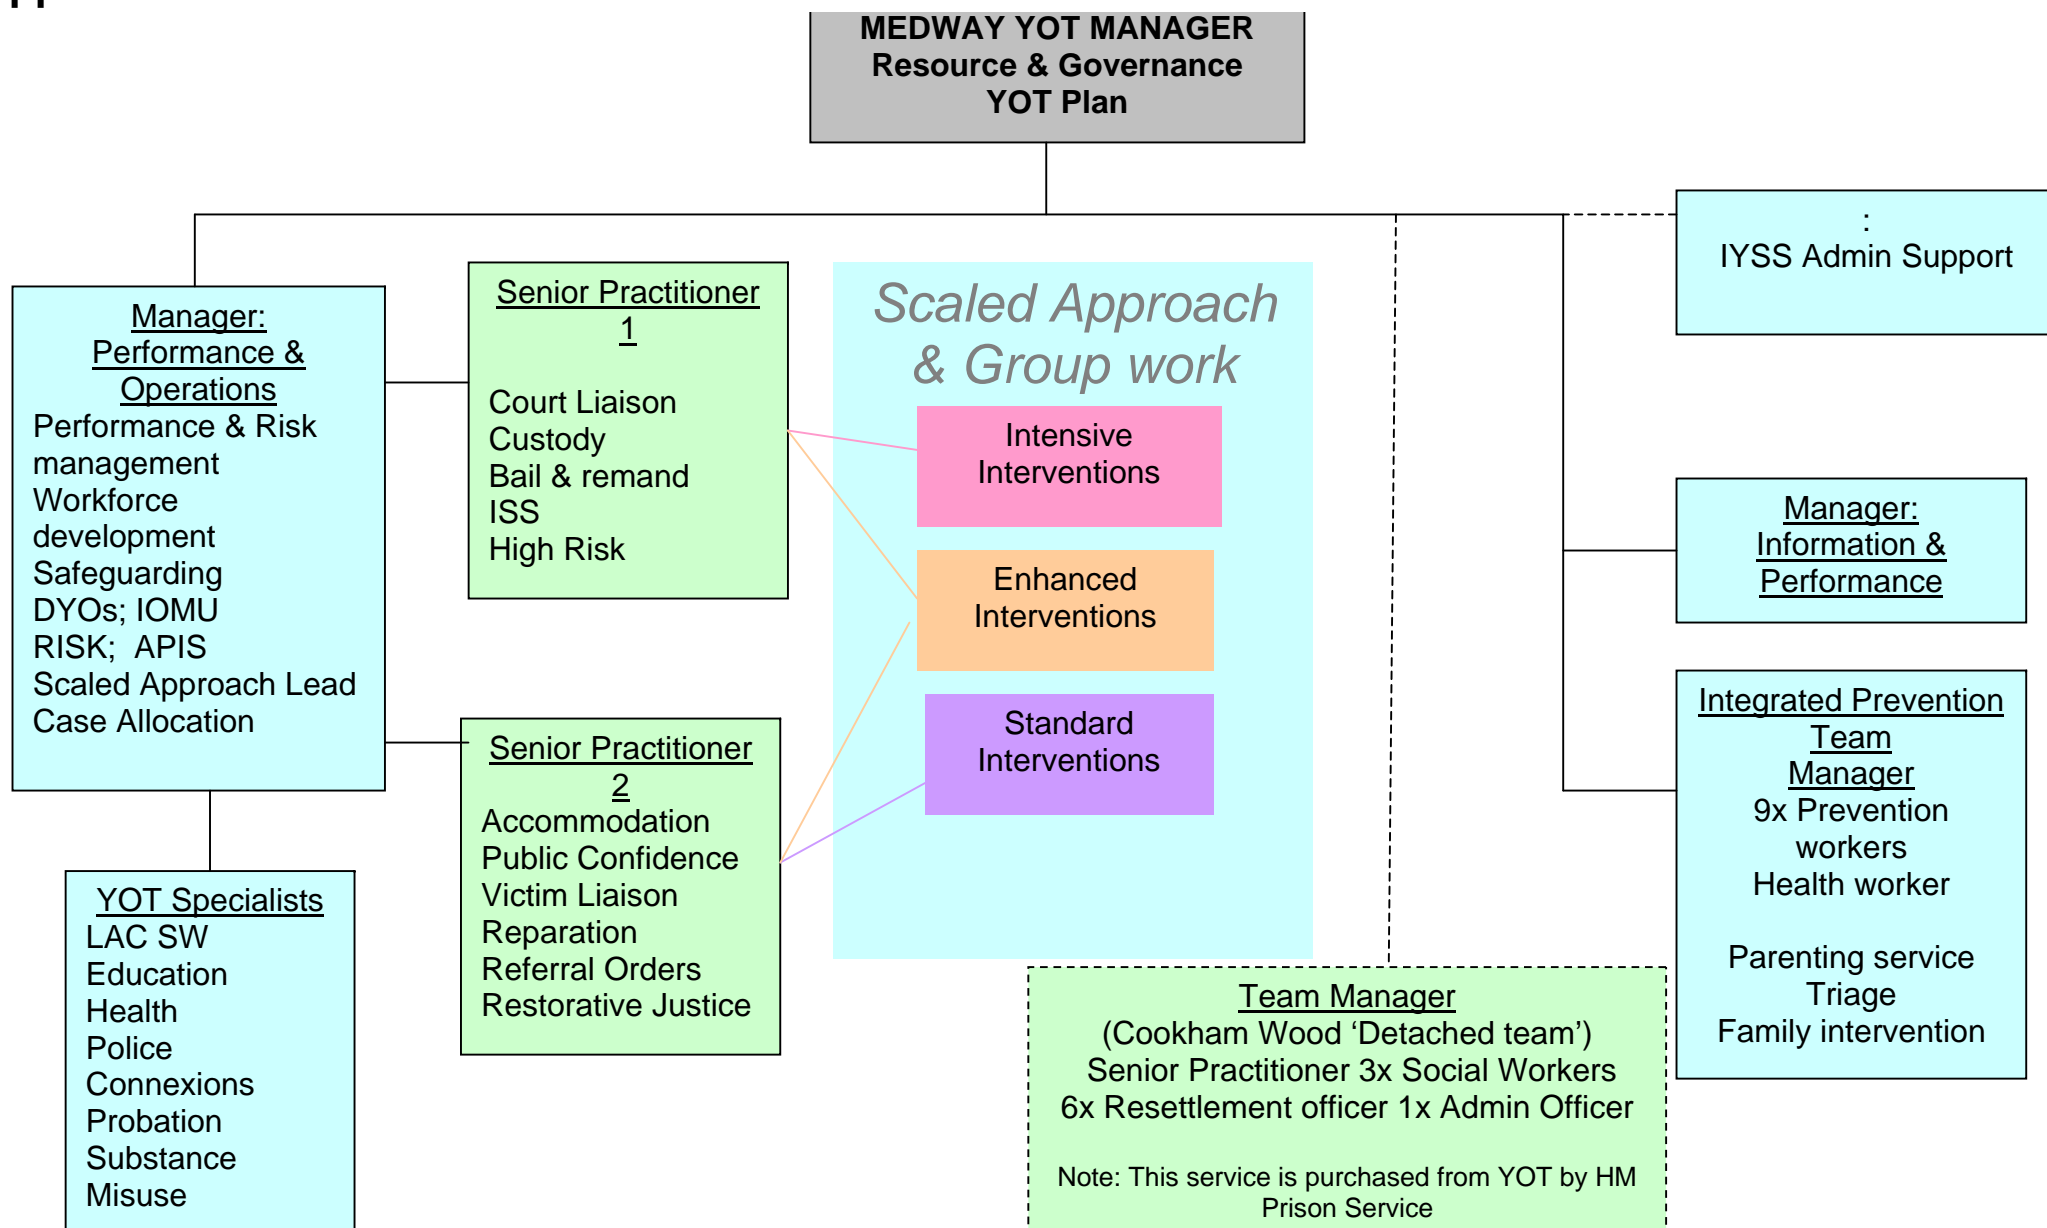 MEDWAY YOT MANAGER
Resource & Governance
YOT Plan
:
IYSS Admin Support
Manager:
Performance &
Operations
Performance & Risk
management
Workforce
development
Safeguarding
DYOs; IOMU
RISK; APIS
Scaled Approach Lead
Case Allocation
Senior Practitioner
1
Court Liaison
Custody
Bail & remand
ISS
High Risk
Scaled Approach
& Group work
Intensive
Interventions
Enhanced
Interventions
Standard
Interventions
Manager:
Information &
Performance
Integrated Prevention
Team
Manager
9x Prevention
workers
Health worker
Parenting service
Triage
Family intervention
Senior Practitioner
2
Accommodation
Public Confidence
Victim Liaison
Reparation
Referral Orders
Restorative Justice
YOT Specialists
LAC SW
Education
Health
Police
Connexions
Probation
Substance
Misuse
Team Manager
(Cookham Wood ‘Detached team’)
Senior Practitioner 3x Social Workers
6x Resettlement officer 1x Admin Officer
Note: This service is purchased from YOT by HM
Prison Service